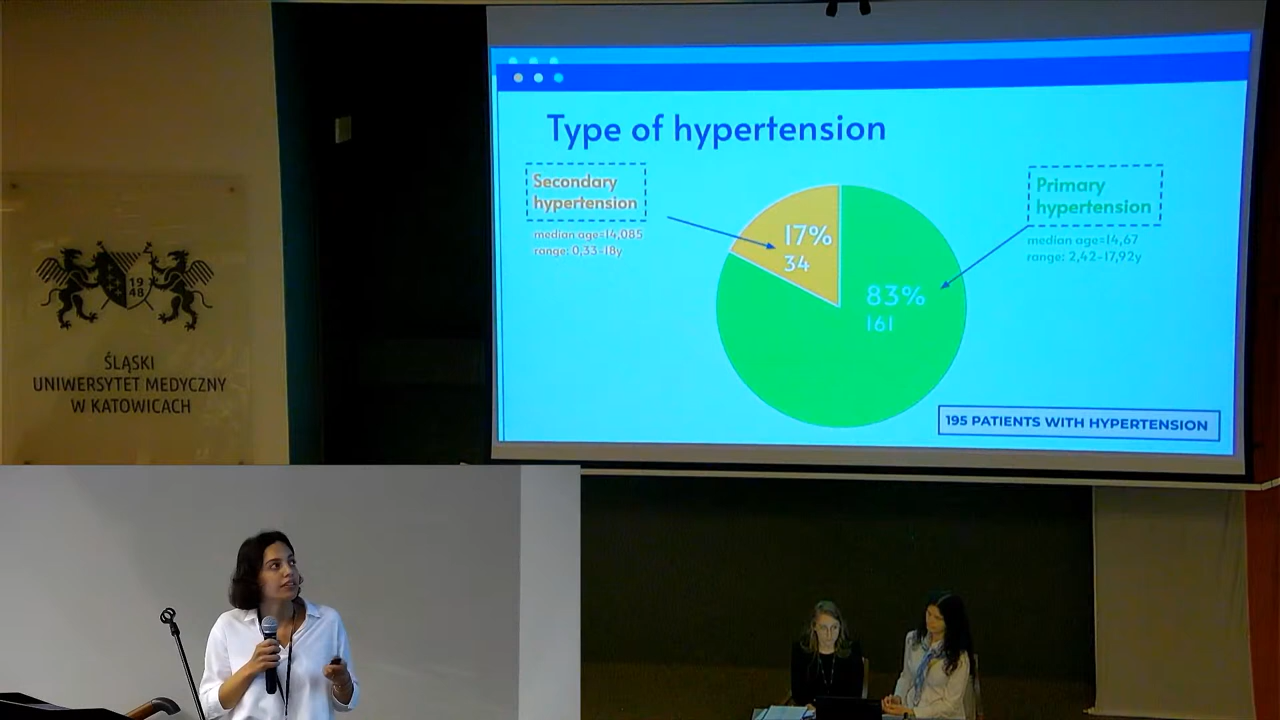 Type of hypertension
Secondary
hypertension
median age=14,085
range: 0,33-18y
17%
34
83%
161
Primary
hypertension
median age=14,67
range: 2,42-17,92y
195 PATIENTS WITH HYPERTENSION
19
48
ŚLĄSKI
UNIWERSYTET MEDYCZNY
W KATOWICACH